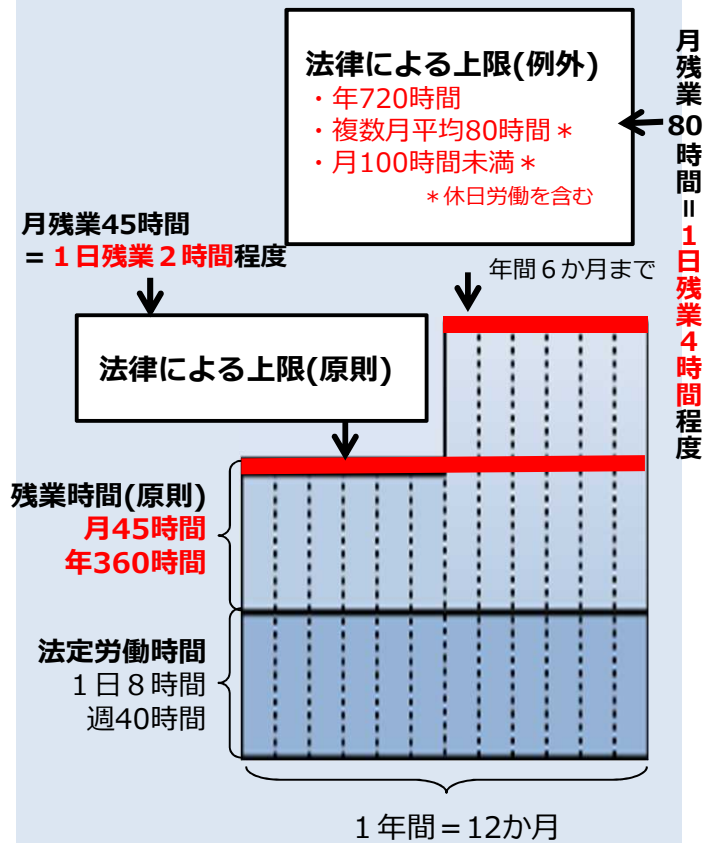 法律による上限(例外)
・年720時間
・複数月平均80時間＊
・月100時間未満＊
＊休日労働を含む
月残業80時間＝1日残業4時間程度
月残業45時間
=１日残業２時間程度
年間６か月まで
法律による上限(原則)
残業時間(原則)
月45時間
年360時間
法定労働時間
１日８時間
週40時間
１年間＝12か月